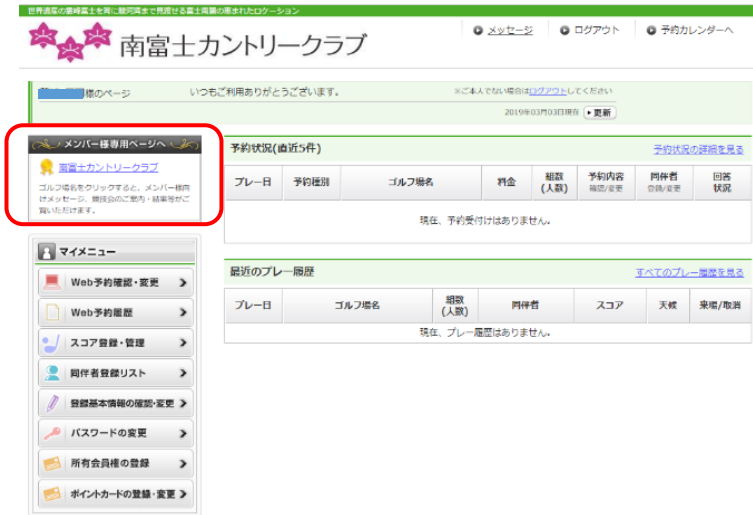 世界遺産の霊峰富士を背に駿河湾まで見渡せる富士南麓の恵まれたロケーション
南富士カントリークラブ
メッセージ
ログアウト
予約カレンダーへ
様のページ
いつもご利用ありがとうございます。
※ご本人でない場合はログアウトしてください
2019年03月03日現在
更新
メンバー様専用ページへ
南富士カントリークラブ
ゴルフ場名をクリックすると、メンバー様向
けメッセージ、競技会のご案内・結果等がご
覧いただけます。
予約状況(直近5件)
予約状況の詳細を見る
プレー日 予約種別 ゴルフ場名 料金 組数 予約内容 同伴者 回答
(人数) 確認/変更 登録/変更 状況
現在、予約受付けはありません。
マイメニュー
Web予約確認・変更
Web予約履歴
スコア登録・管理
同伴者登録リスト
登録基本情報の確認・変更
パスワードの変更
所有会員権の登録
ポイントカードの登録・変更
最近のプレー履歴
すべてのプレー履歴を見る
プレー日 ゴルフ場名 組数 同伴者 スコア 天候 来場/取消
(人数)
現在、プレー履歴はありません。